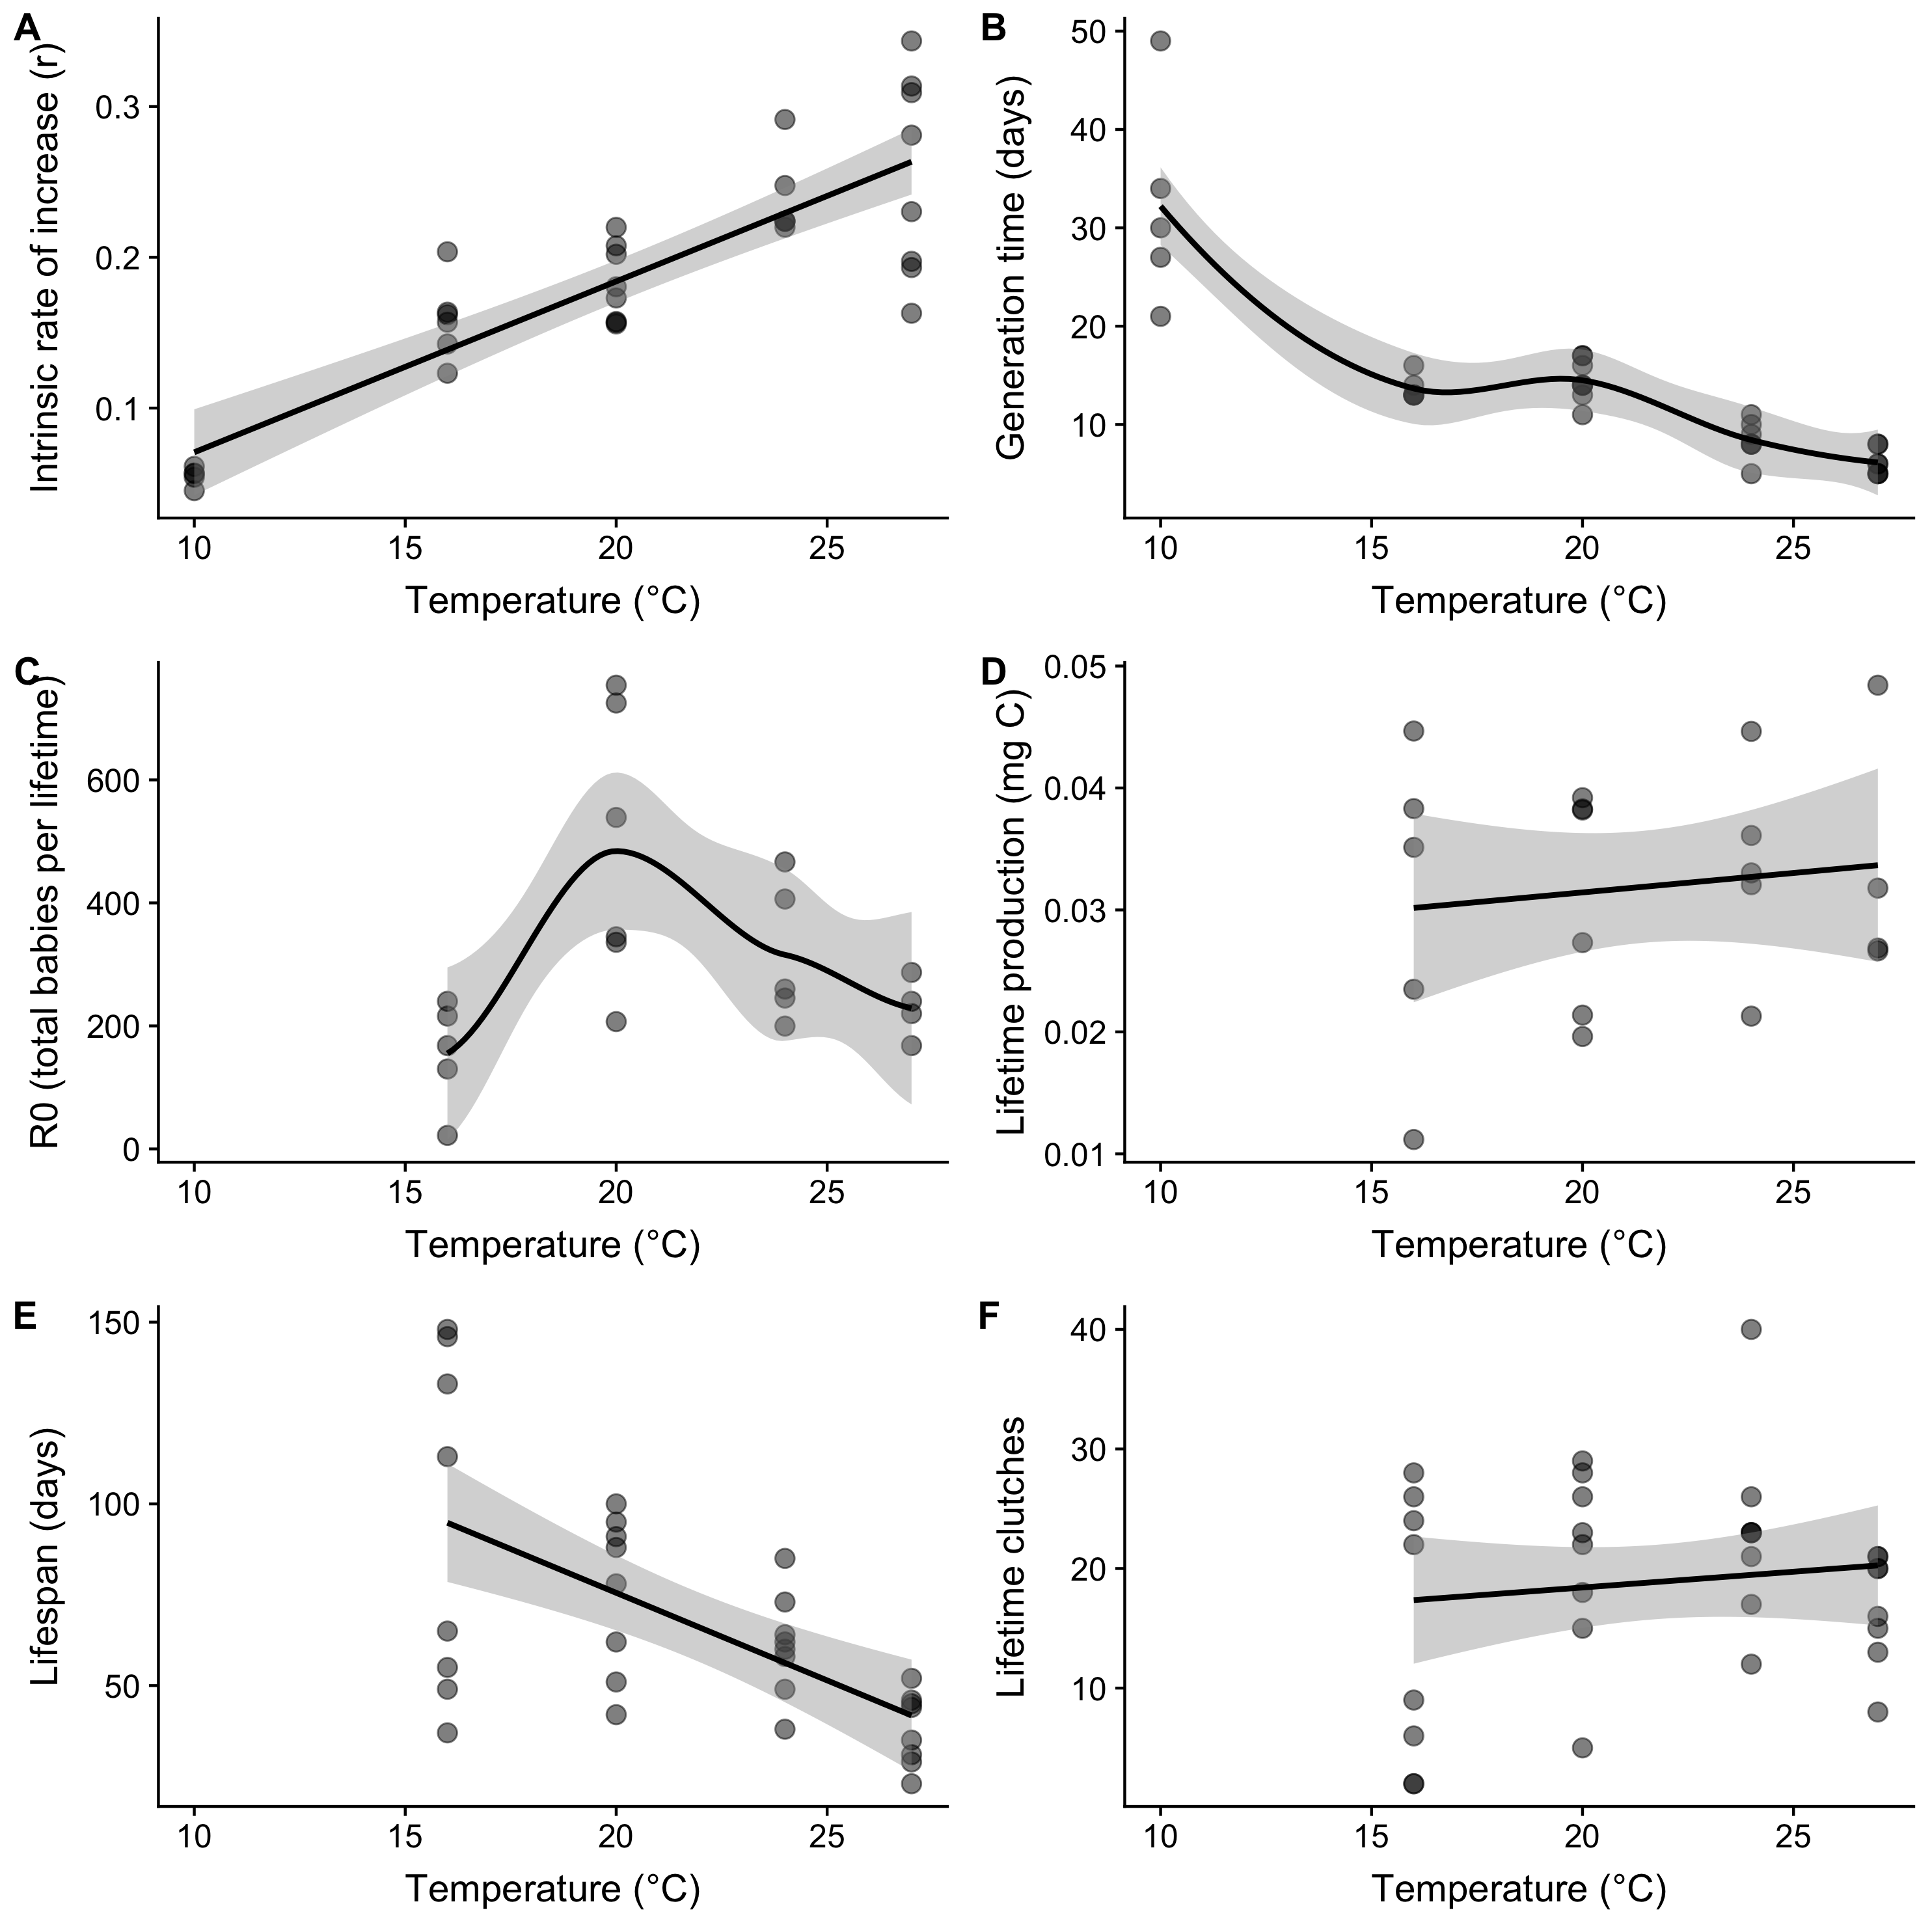 A
Intrinsic rate of increase (r)
0.3
0.2
0.1
10 15 20 25
Temperature (°C)
B
Generation time (days)
50
40
30
20
10
10 15 20 25
Temperature (°C)
C
R0 (total babies per lifetime)
600
400
200
0
10 15 20 25
Temperature (°C)
D
Lifetime production (mg C)
0.05
0.04
0.03
0.02
0.01
10 15 20 25
Temperature (°C)
E
Lifespan (days)
150
100
50
10 15 20 25
Temperature (°C)
F
Lifetime clutches
40
30
20
10
10 15 20 25
Temperature (°C)